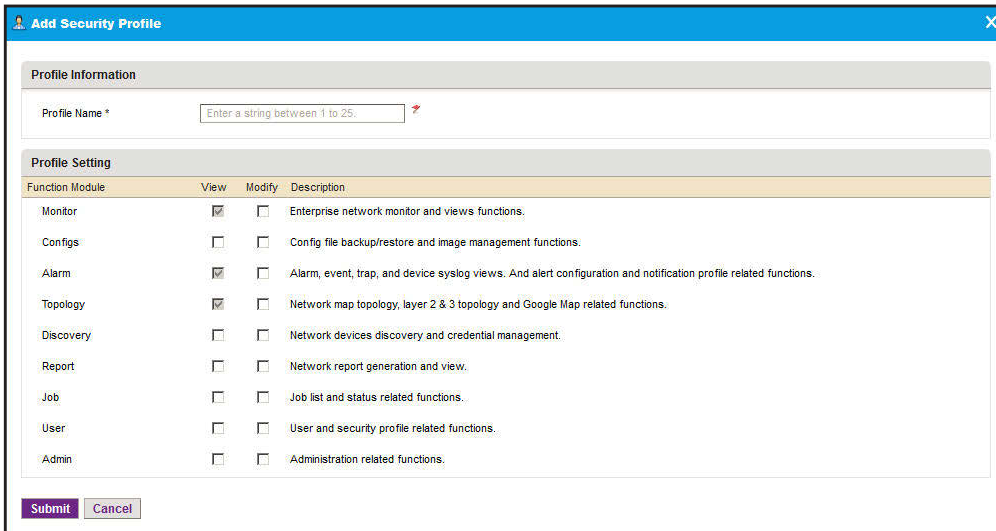 Add Security Profile
Profile Information
Profile Name * Enter a string between 1 to 25.
Profile Setting
Function Module View Modify Description
Monitor Enterprise network monitor and views functions.
Configs Config file backup/restore and image management functions.
Alarm Alarm, event, trap, and device syslog views. And alert configuration and notification profile related functions.
Topology Network map topology, layer 2 & 3 topology and Google Map related functions.
Discovery Network devices discovery and credential management.
Report Network report generation and view.
Job Job list and status related functions.
User User and security profile related functions.
Admin Administration related functions.
Submit Cancel